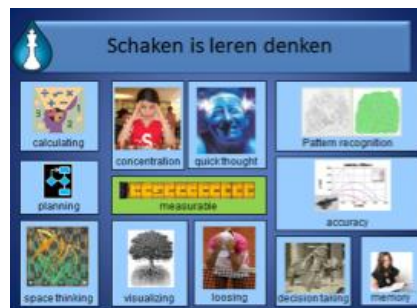 Schaken is leren denken
calculating
concentration
quick thought
Pattern recognition
planning
measurable
accuracy
space thinking
visualizing
loosing
decision taking
memory